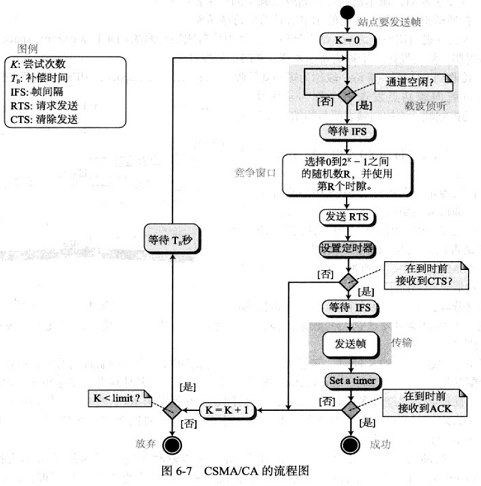 站点要发送帧
K = 0
图例
K: 尝试次数
TB: 补偿时间
IFS: 帧间隔
RTS: 请求发送
CTS: 清除发送
通道空闲?
[否]
[是]
载波侦听
等待 IFS
竞争窗口
选择0到2ᴷ − 1之间
的随机数R，并使用
第R个时隙。
发送 RTS
等待 TB秒
设置定时器
[否]
在到时前
接收到CTS?
[是]
等待 IFS
发送帧
传输
Set a timer
[是]
K < limit ?
K = K + 1
[否]
在到时前
接收到ACK
[否]
[是]
放弃
成功
图 6-7 CSMA/CA 的流程图